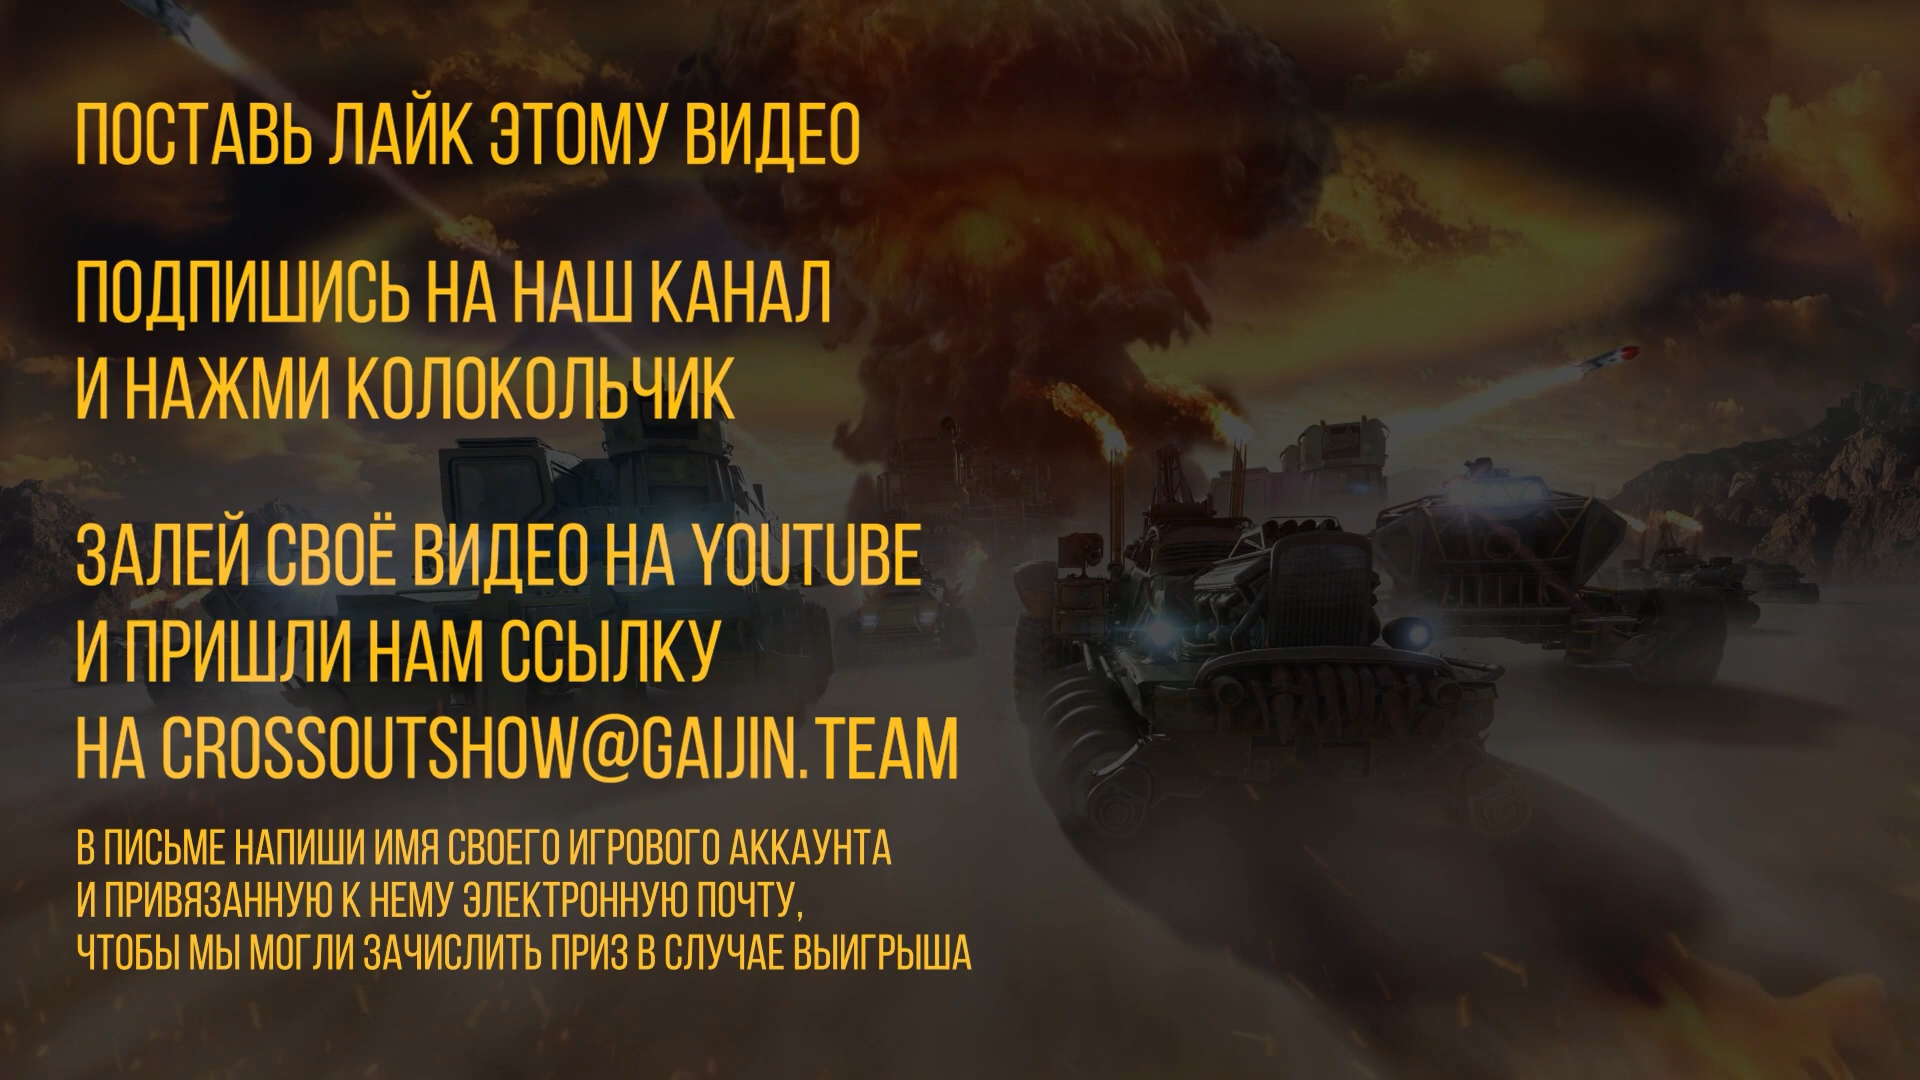 ПОСТАВЬ ЛАЙК ЭТОМУ ВИДЕО
ПОДПИШИСЬ НА НАШ КАНАЛ
И НАЖМИ КОЛОКОЛЬЧИК
ЗАЛЕЙ СВОЁ ВИДЕО НА YOUTUBE
И ПРИШЛИ НАМ ССЫЛКУ
НА CROSSOUTSHOW@GAIJIN.TEAM
В ПИСЬМЕ НАПИШИ ИМЯ СВОЕГО ИГРОВОГО АККАУНТА
И ПРИВЯЗАННУЮ К НЕМУ ЭЛЕКТРОННУЮ ПОЧТУ,
ЧТОБЫ МЫ МОГЛИ ЗАЧИСЛИТЬ ПРИЗ В СЛУЧАЕ ВЫИГРЫША